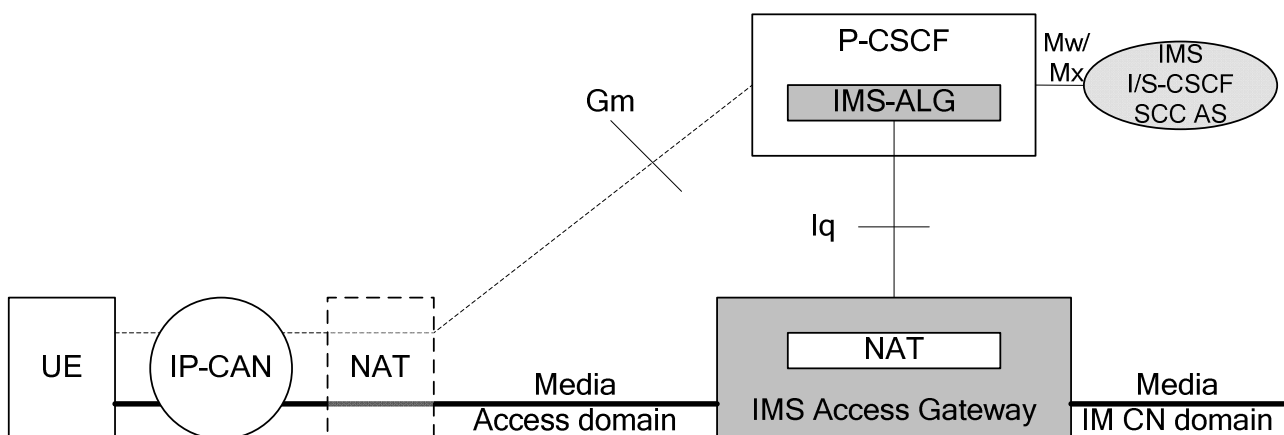 P-CSCF
IMS-ALG
Mw/
Mx
IMS
I/S-CSCF
SCC AS
Gm
Iq
UE
IP-CAN
NAT
Media
Access domain
NAT
IMS Access Gateway
Media
IM CN domain